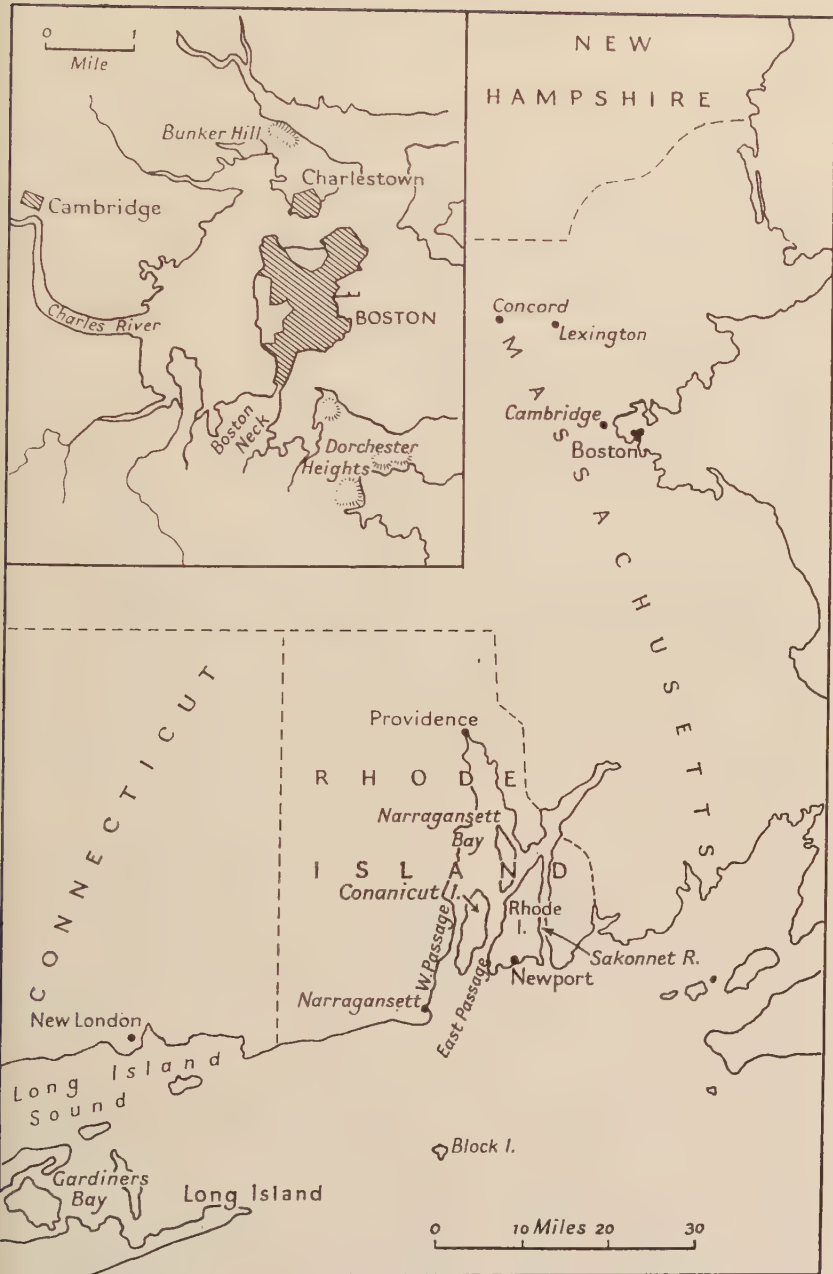 0 1
Mile
Bunker Hill
Charlestown
Cambridge
Charles River
BOSTON
Boston
Neck
Dorchester
Heights
NEW
HAMPSHIRE
Concord
Lexington
Cambridge
Boston
MASSACHUSETTS
CONNECTICUT
Providence
RHODE
Narragansett
Bay
ISLAND
Conanicut I.
Rhode
I.
W. Passage
Sakonnet R.
Newport
East Passage
Narragansett
New London
Long Island
Sound
Block I.
Gardiners
Bay
Long Island
0 10 Miles 20 30